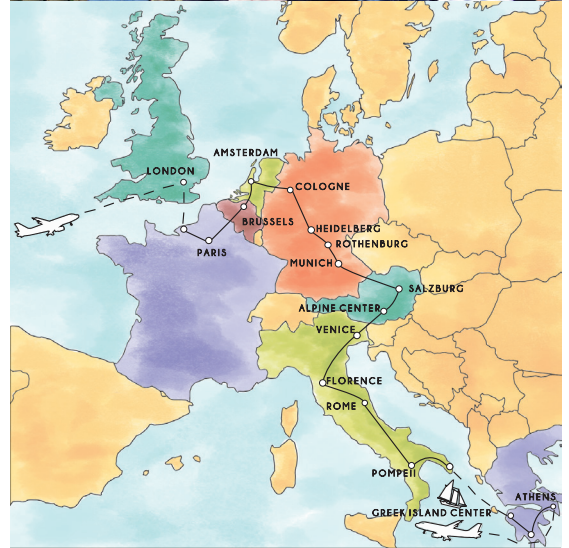 AMSTERDAM
LONDON
COLOGNE
BRUSSELS
HEIDELBERG
PARIS
ROTHENBURG
MUNICH
SALZBURG
ALPINE CENTER
VENICE
FLORENCE
ROME
POMPEII
ATHENS
GREEK ISLAND CENTER